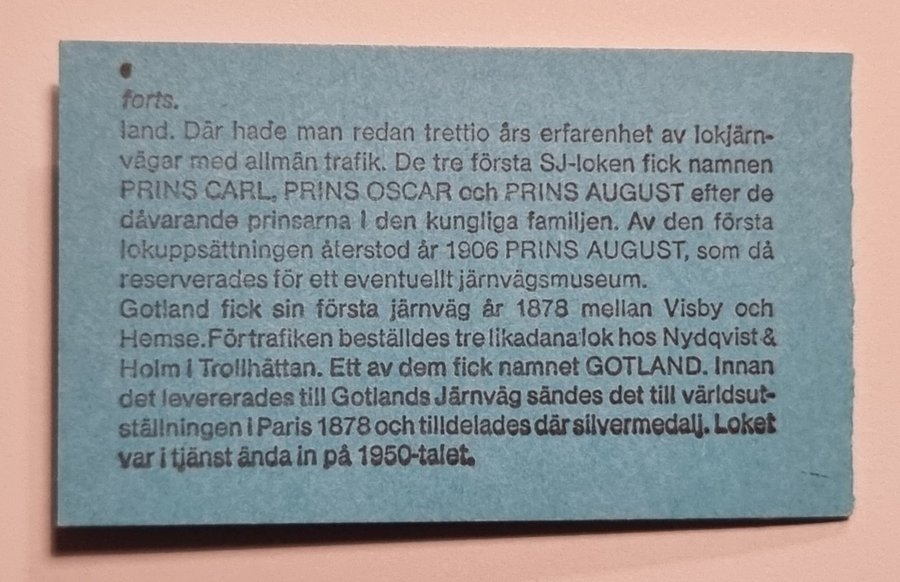 forts.
land. Där hade man redan trettio års erfarenhet av lokjärn-
vägar med allmän trafik. De tre första SJ-loken fick namnen
PRINS CARL, PRINS OSCAR och PRINS AUGUST efter de
dåvarande prinsarna i den kungliga familjen. Av den första
lokuppsättningen återstod år 1906 PRINS AUGUST, som då
reserverades för ett eventuellt järnvägsmuseum.
Gotland fick sin första järnväg år 1878 mellan Visby och
Hemse. För trafiken beställdes tre likadana lok hos Nydqvist &
Holm i Trollhättan. Ett av dem fick namnet GOTLAND. Innan
det levererades till Gotlands Järnväg sändes det till världsut-
ställningen i Paris 1878 och tilldelades där silvermedalj. Loket
var i tjänst ända in på 1950-talet.